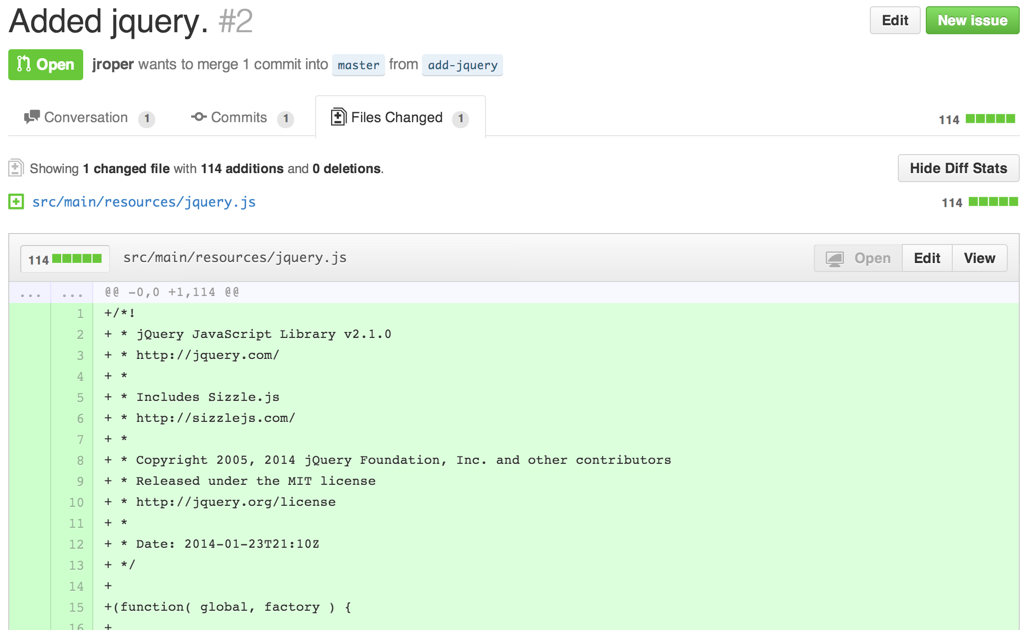 Added jquery. #2
Edit New issue
Open jroper wants to merge 1 commit into master from add-jquery
Conversation 1 Commits 1 Files Changed 1 114
Showing 1 changed file with 114 additions and 0 deletions. Hide Diff Stats
src/main/resources/jquery.js 114
114 src/main/resources/jquery.js Open Edit View
... ... @@ -0,0 +1,114 @@
1 +/*!
2 + * jQuery JavaScript Library v2.1.0
3 + * http://jquery.com/
4 + *
5 + * Includes Sizzle.js
6 + * http://sizzlejs.com/
7 + *
8 + * Copyright 2005, 2014 jQuery Foundation, Inc. and other contributors
9 + * Released under the MIT license
10 + * http://jquery.org/license
11 + *
12 + * Date: 2014-01-23T21:10Z
13 + */
14 +
15 +(function( global, factory ) {
16 +